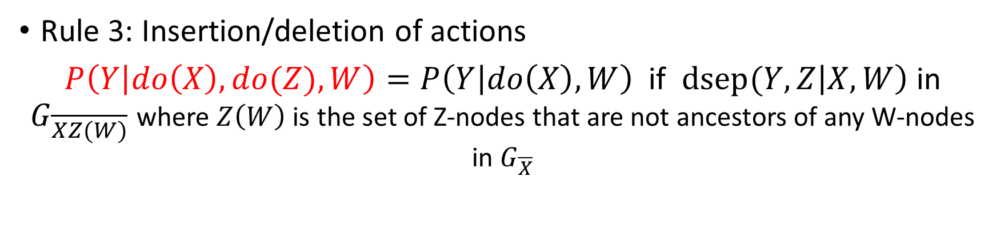 • Rule 3: Insertion/deletion of actions
P(Y|do(X), do(Z), W) = P(Y|do(X), W) if dsep(Y, Z|X, W) in
G_{\overline{XZ(W)}} where Z(W) is the set of Z-nodes that are not ancestors of any W-nodes
in G_{\overline{X}}